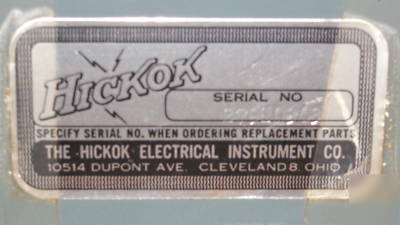 HICKOK
SERIAL NO
SPECIFY SERIAL NO. WHEN ORDERING REPLACEMENT PARTS
THE HICKOK ELECTRICAL INSTRUMENT CO.
10514 DUPONT AVE. CLEVELAND 8, OHIO